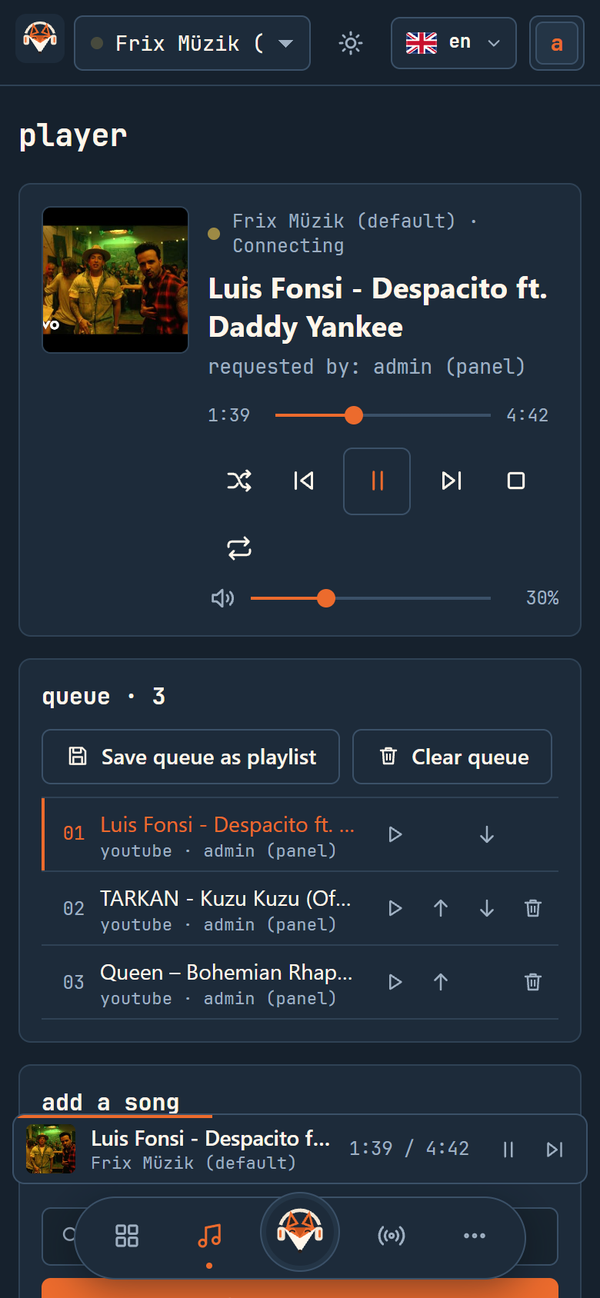 Frix Müzik (
en
a
player
Frix Müzik (default) ·
Connecting
Luis Fonsi - Despacito ft.
Daddy Yankee
requested by: admin (panel)
1:39
4:42
30%
vo
queue · 3
Save queue as playlist
Clear queue
01
Luis Fonsi - Despacito ft. ...
youtube · admin (panel)
02
TARKAN - Kuzu Kuzu (Of...
youtube · admin (panel)
03
Queen – Bohemian Rhap...
youtube · admin (panel)
add a song
Luis Fonsi - Despacito f...
Frix Müzik (default)
1:39 / 4:42